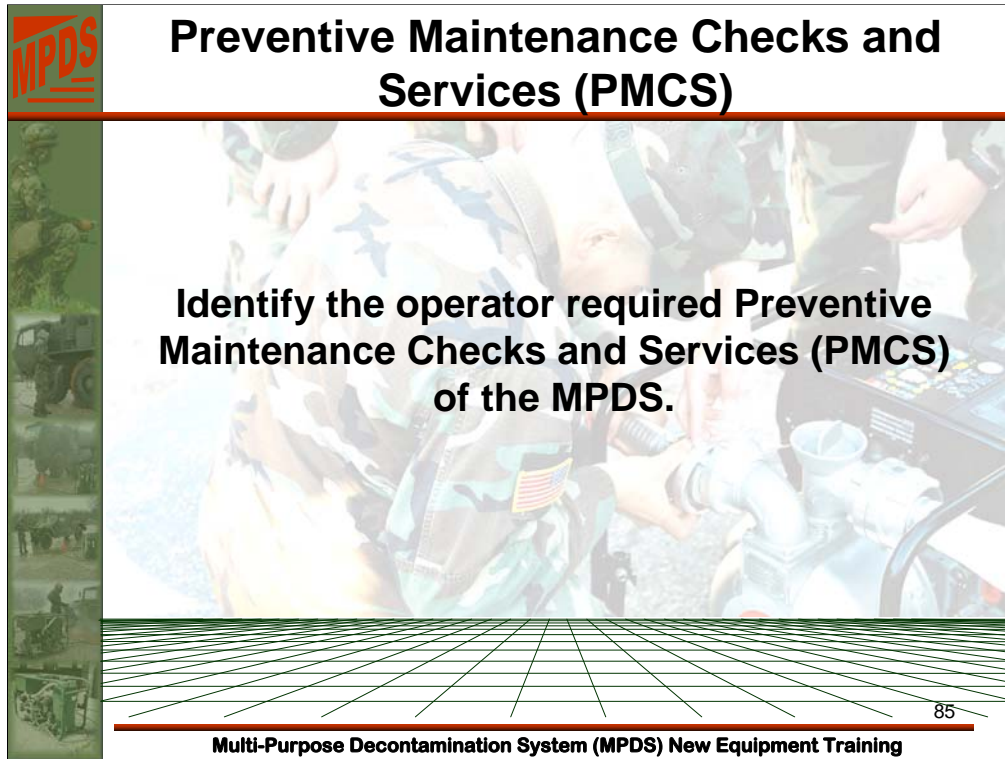 MPDS
Preventive Maintenance Checks and
Services (PMCS)
Identify the operator required Preventive
Maintenance Checks and Services (PMCS)
of the MPDS.
85
Multi-Purpose Decontamination System (MPDS) New Equipment Training